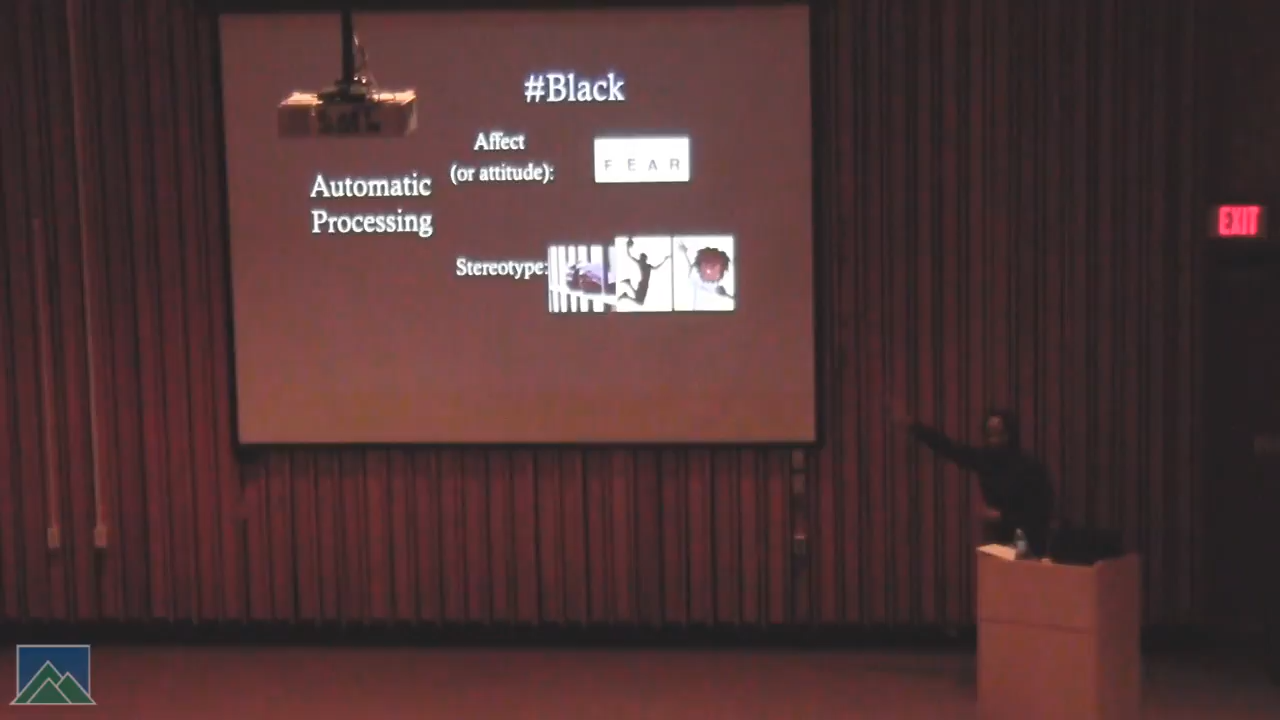 #Black
Affect
(or attitude):
FEAR
Automatic
Processing
Stereotype:
EXIT